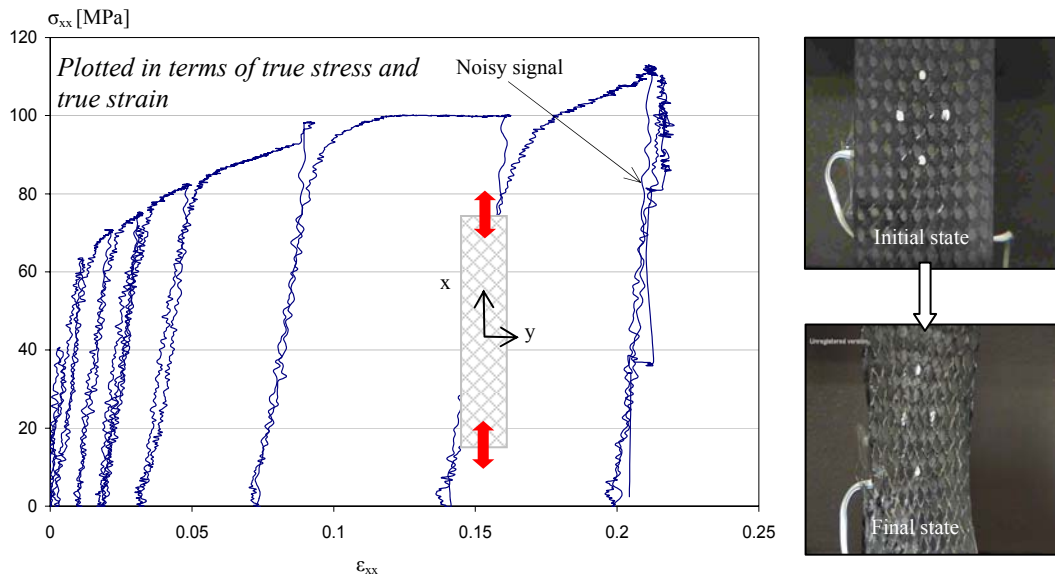 σxx [MPa]
120
100
80
60
40
20
0
0
0.05
0.1
0.15
0.2
0.25
εxx
Plotted in terms of true stress and
true strain
Noisy signal
x
y
Initial state
Unregistered version
Final state